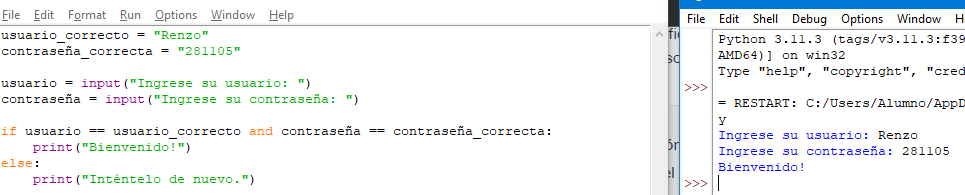 File Edit Format Run Options Window Help
usuario_correcto = "Renzo"
contraseña_correcta = "281105"
usuario = input("Ingrese su usuario: ")
contraseña = input("Ingrese su contraseña: ")
if usuario == usuario_correcto and contraseña == contraseña_correcta:
    print("Bienvenido!")
else:
    print("Inténtelo de nuevo.")
File Edit Shell Debug Options Window H
Python 3.11.3 (tags/v3.11.3:f39
AMD64)] on win32
Type "help", "copyright", "cred
>>>
= RESTART: C:/Users/Alumno/AppD
y
Ingrese su usuario: Renzo
Ingrese su contraseña: 281105
Bienvenido!
>>>